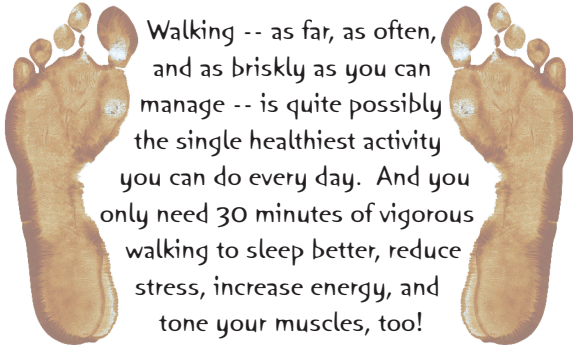 Walking -- as far, as often,
and as briskly as you can
manage -- is quite possibly
the single healthiest activity
you can do every day.  And you
only need 30 minutes of vigorous
walking to sleep better, reduce
stress, increase energy, and
tone your muscles, too!